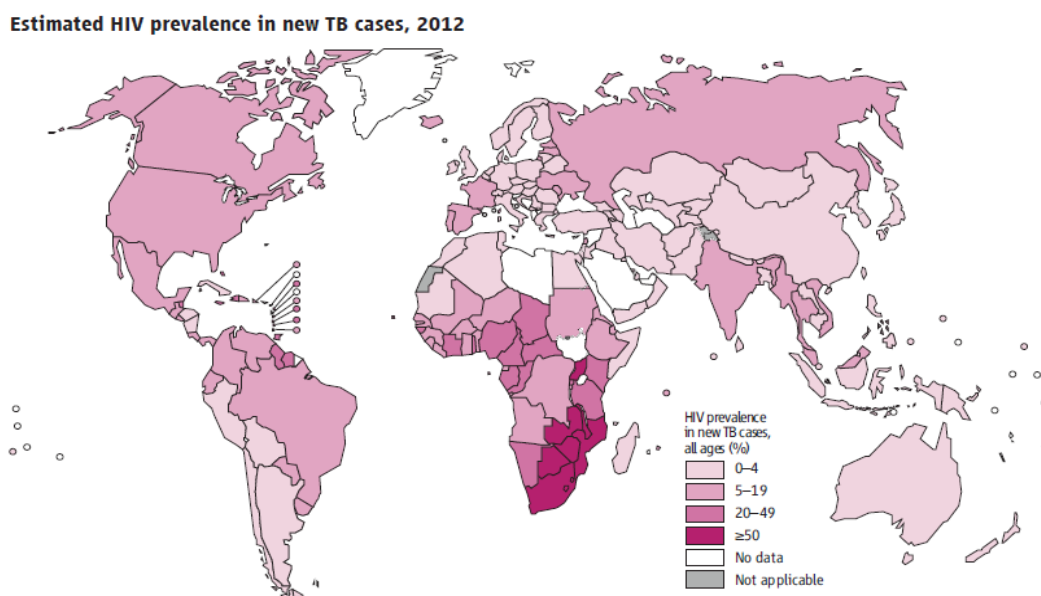 Estimated HIV prevalence in new TB cases, 2012
HIV prevalence
in new TB cases,
all ages (%)
0–4
5–19
20–49
≥50
No data
Not applicable